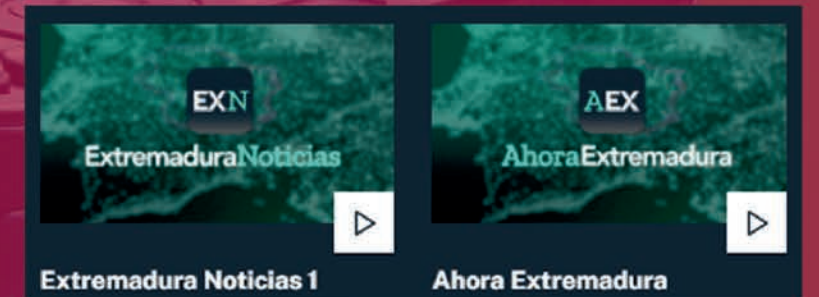 EXN
ExtremaduraNoticias
Extremadura Noticias 1
AEX
AhoraExtremadura
Ahora Extremadura